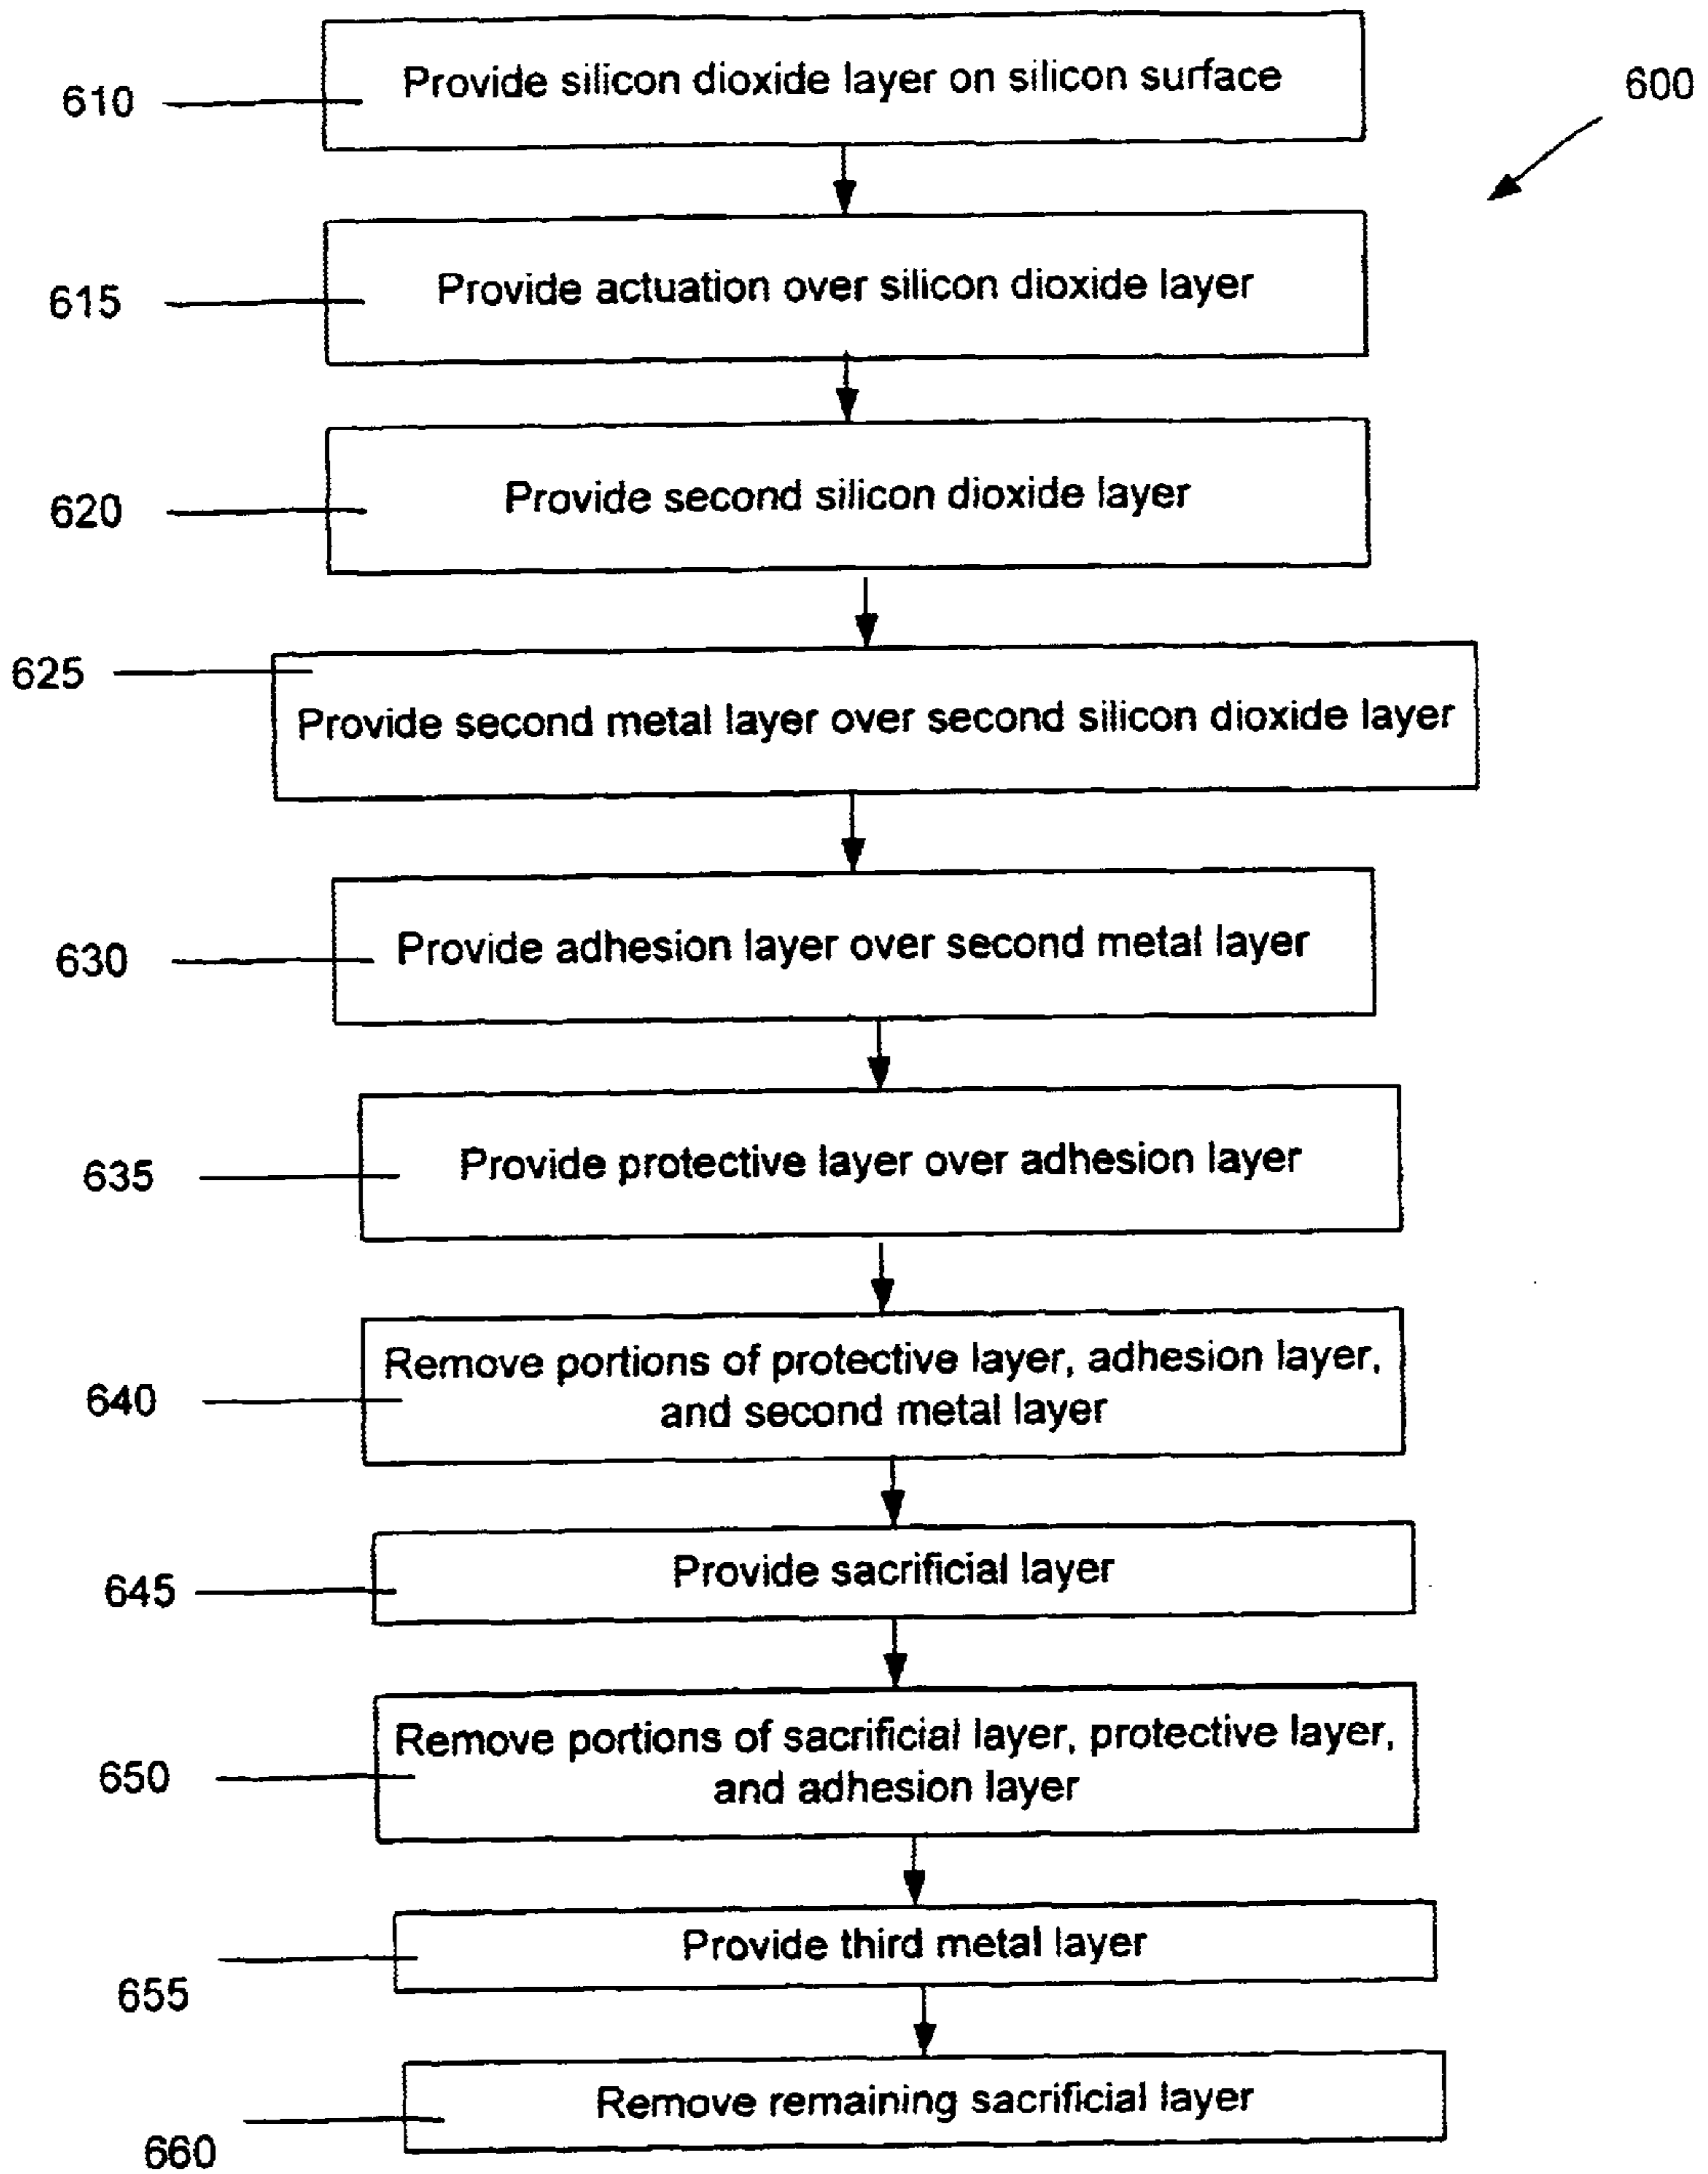 Provide silicon dioxide layer on silicon surface
600
610
Provide actuation over silicon dioxide layer
615
Provide second silicon dioxide layer
620
625
Provide second metal layer over second silicon dioxide layer
Provide adhesion layer over second metal layer
630
Provide protective layer over adhesion layer
635
Remove portions of protective layer, adhesion layer,
and second metal layer
640
Provide sacrificial layer
645
Remove portions of sacrificial layer, protective layer,
and adhesion layer
650
Provide third metal layer
655
Remove remaining sacrificial layer
660